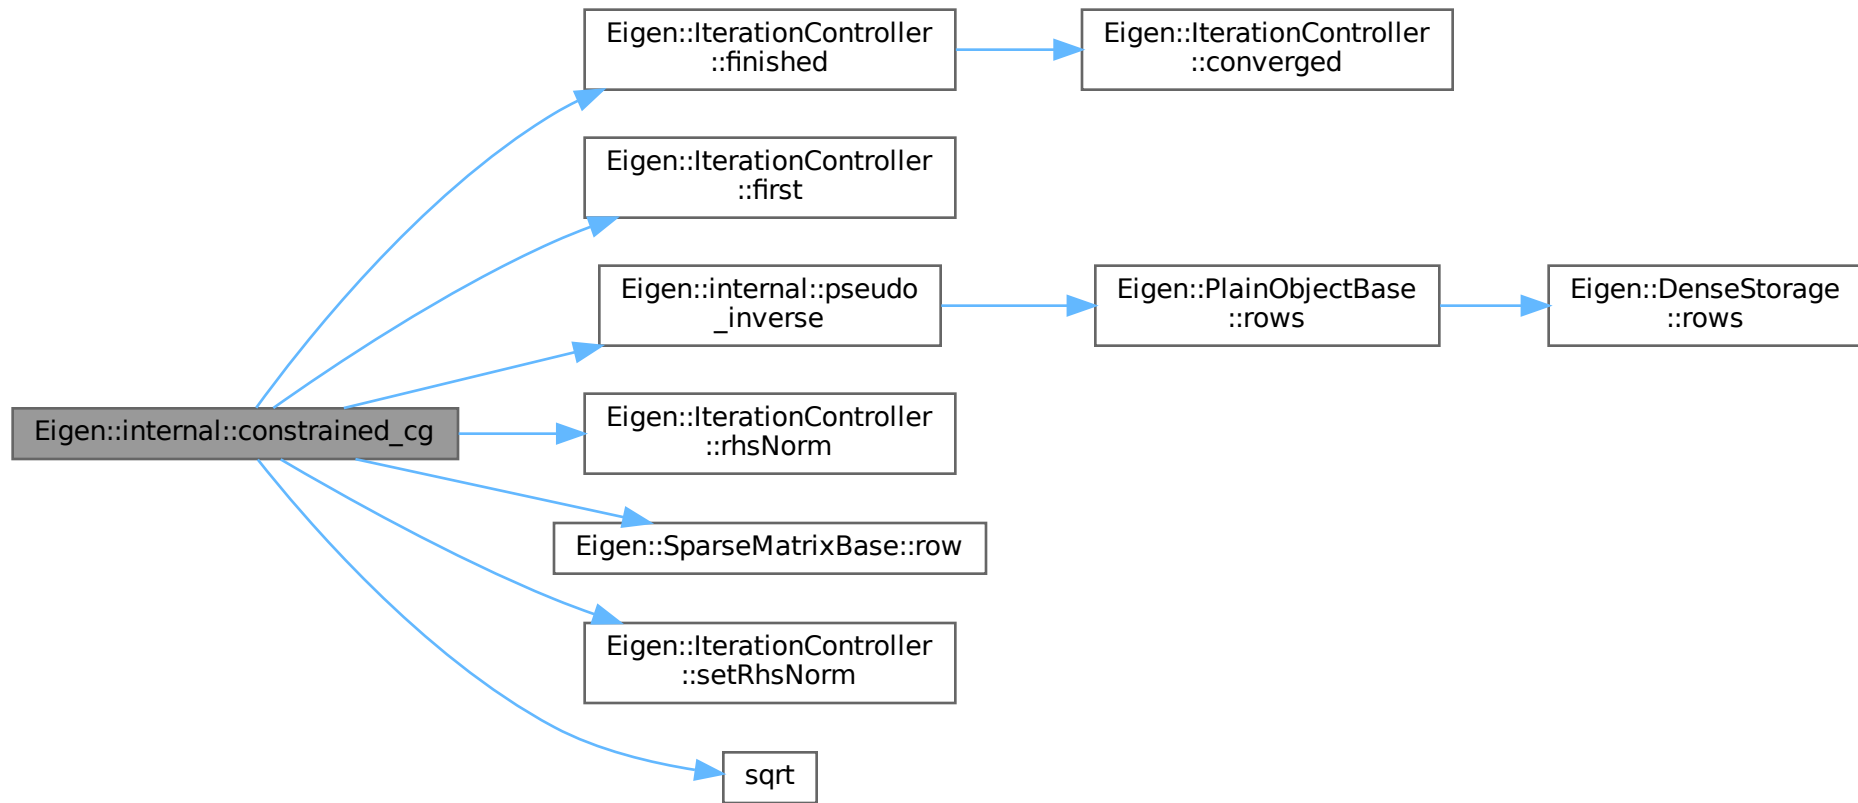 Eigen::IterationController
::finished
Eigen::IterationController
::converged
Eigen::IterationController
::first
Eigen::internal::pseudo
_inverse
Eigen::PlainObjectBase
::rows
Eigen::DenseStorage
::rows
Eigen::internal::constrained_cg
Eigen::IterationController
::rhsNorm
Eigen::SparseMatrixBase::row
Eigen::IterationController
::setRhsNorm
sqrt